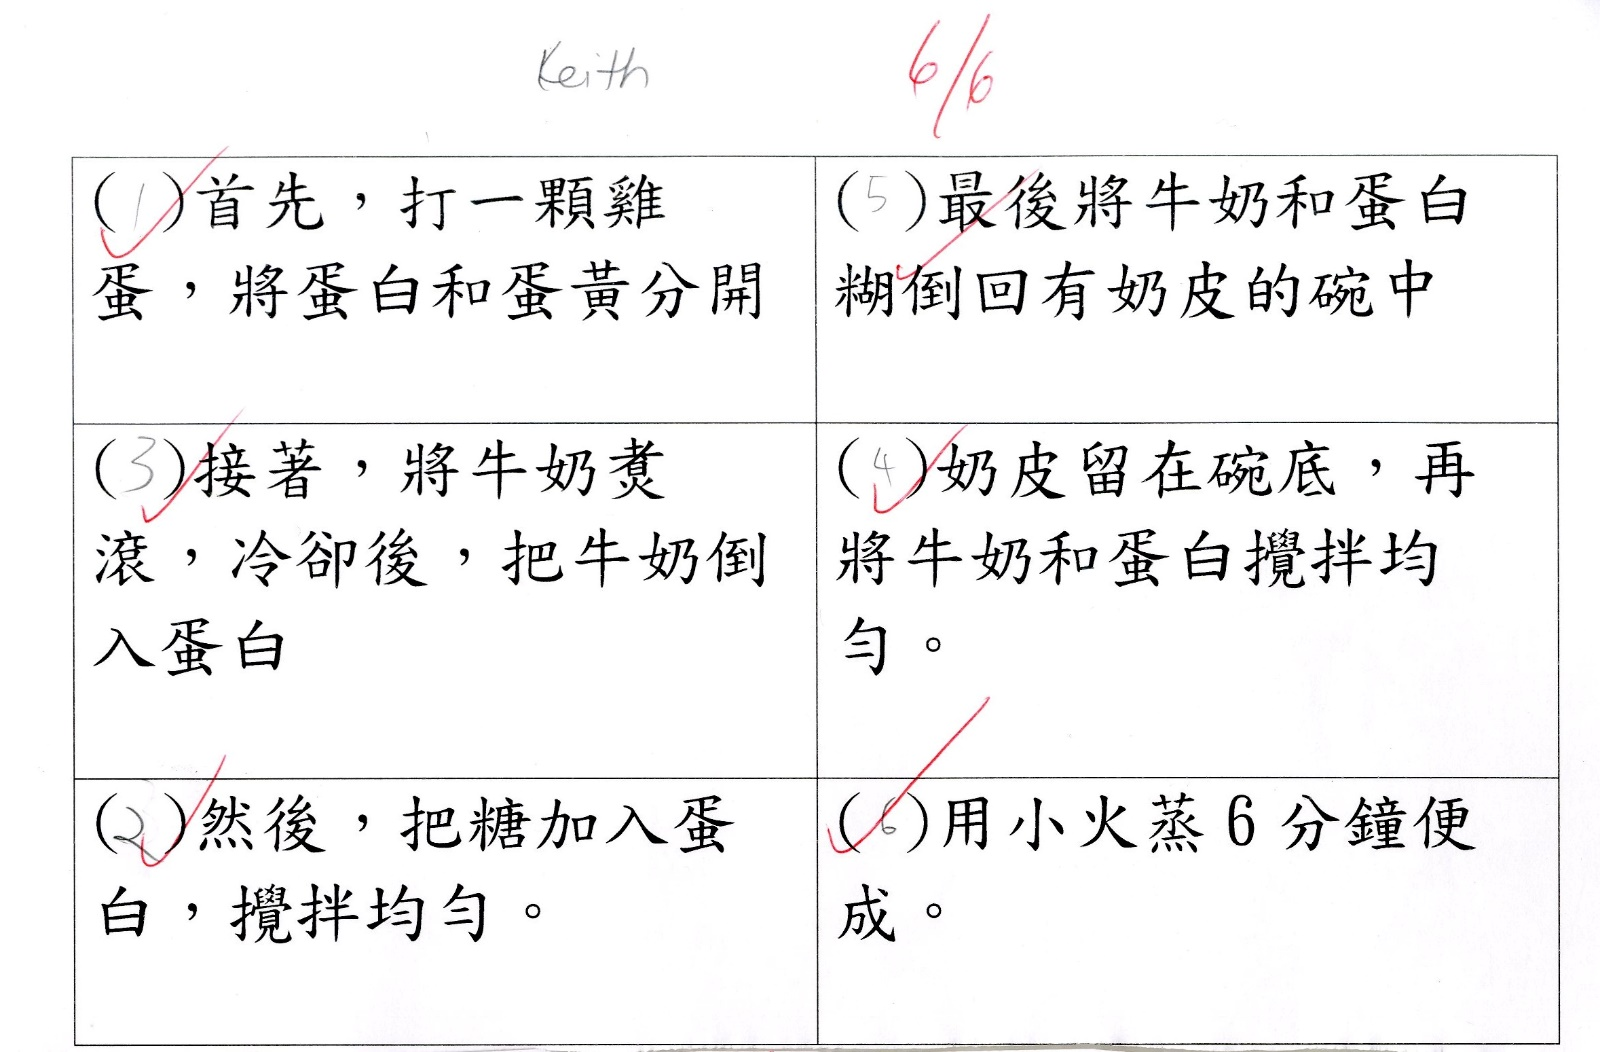 Keith 6/6
(1)首先，打一顆雞
蛋，將蛋白和蛋黃分開
(5)最後將牛奶和蛋白
糊倒回有奶皮的碗中
(3)接著，將牛奶煑
滾，冷卻後，把牛奶倒
入蛋白
(4)奶皮留在碗底，再
將牛奶和蛋白攪拌均
勻。
(2)然後，把糖加入蛋
白，攪拌均勻。
(6)用小火蒸6分鐘便
成。